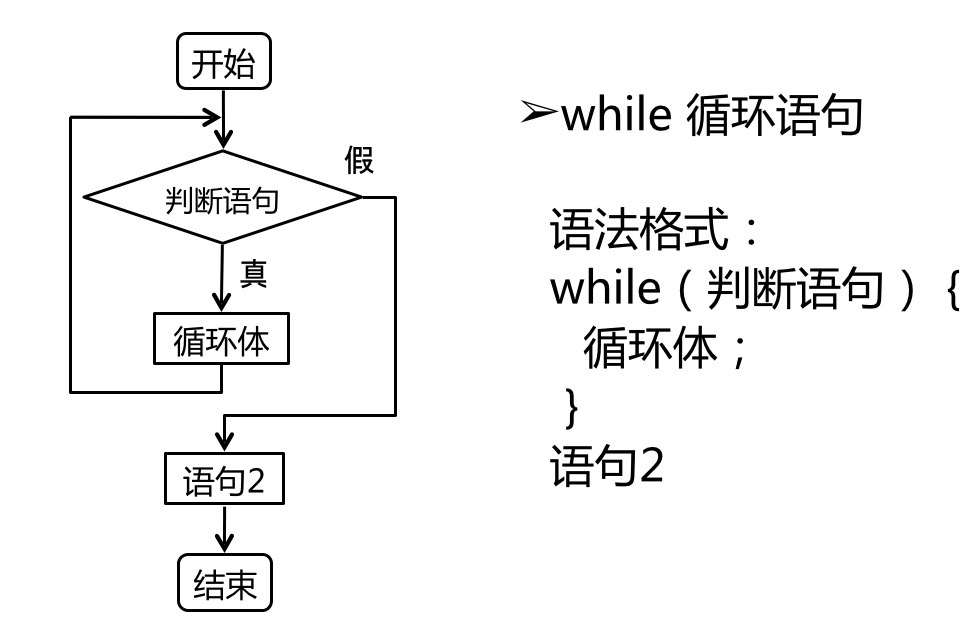 开始
判断语句
假
真
循环体
语句2
结束
➢while 循环语句
语法格式：
while（判断语句） {
循环体；
}
语句2